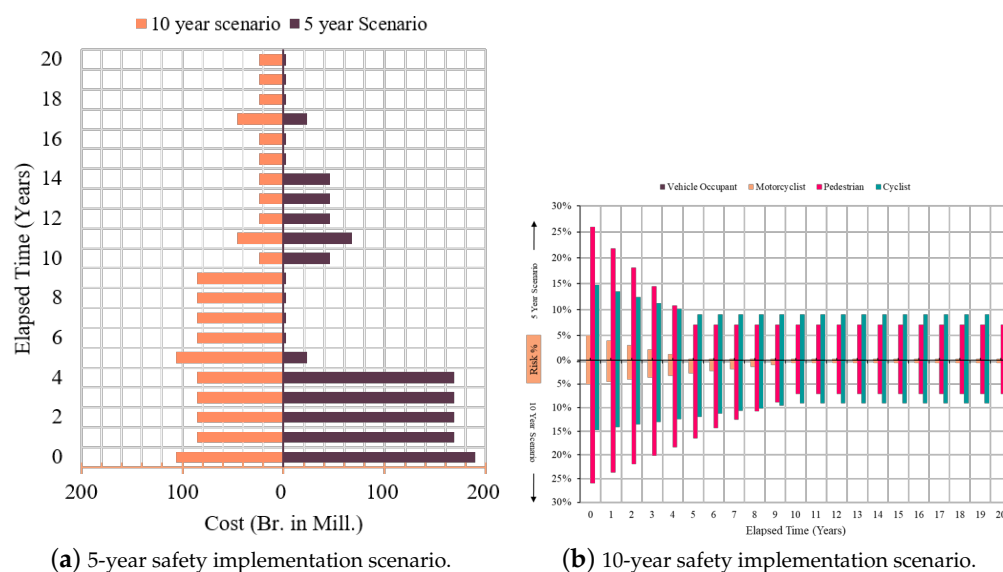 10 year scenario 5 year Scenario
20
18
16
14
12
10
8
6
4
2
0
Elapsed Time (Years)
200 100 0 100 200
Cost (Br. in Mill.)
(a) 5-year safety implementation scenario.
Vehicle Occupant Motorcyclist Pedestrian Cyclist
30%
25%
20%
15%
10%
5%
0%
5%
10%
15%
20%
25%
30%
5 Year Scenario
Risk %
10 Year Scenario
0 1 2 3 4 5 6 7 8 9 10 11 12 13 14 15 16 17 18 19 20
Elapsed Time (Years)
(b) 10-year safety implementation scenario.